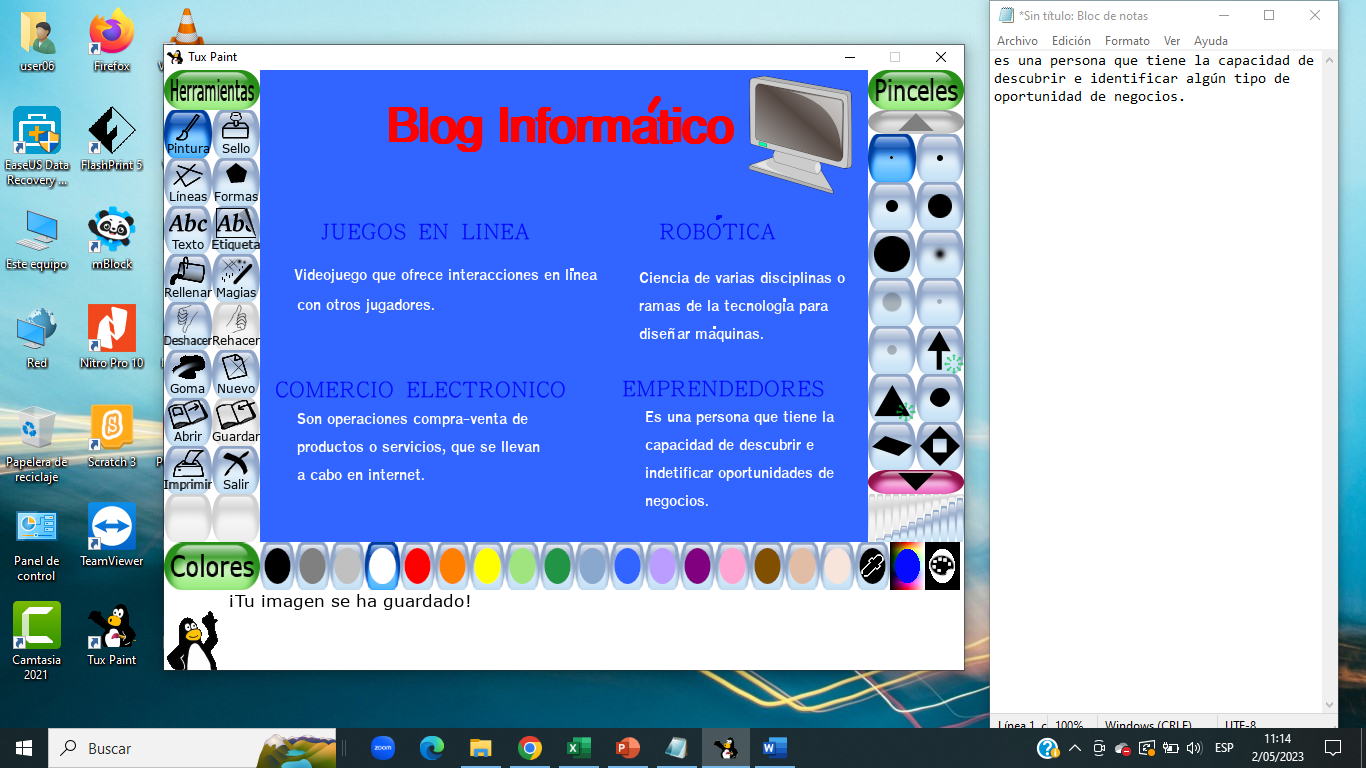 user06
Firefox
EaseUS Data
Recovery ...
FlashPrint 5
Este equipo
mBlock
Red
Nitro Pro 10
Papelera de
reciclaje
Scratch 3
Panel de
control
TeamViewer
Camtasia
2021
Tux Paint
Tux Paint
Herramientas
Pintura
Sello
Líneas
Formas
Abc
Texto
Abc
Etiqueta
Rellenar
Magias
Deshacer
Rehacer
Goma
Nuevo
Abrir
Guardar
Imprimir
Salir
Blog Informático
JUEGOS EN LINEA
Videojuego que ofrece interacciones en línea
con otros jugadores.
ROBÓTICA
Ciencia de varias disciplinas o
ramas de la tecnología para
diseñar máquinas.
COMERCIO ELECTRONICO
Son operaciones compra-venta de
productos o servicios, que se llevan
a cabo en internet.
EMPRENDEDORES
Es una persona que tiene la
capacidad de descubrir e
indetificar oportunidades de
negocios.
Pinceles
Colores
¡Tu imagen se ha guardado!
*Sin título: Bloc de notas
Archivo Edición Formato Ver Ayuda
es una persona que tiene la capacidad de
descubrir e identificar algún tipo de
oportunidad de negocios.
Línea 1, c 100% Windows (CRLF) UTF-8
Buscar
zoom
ESP
11:14
2/05/2023